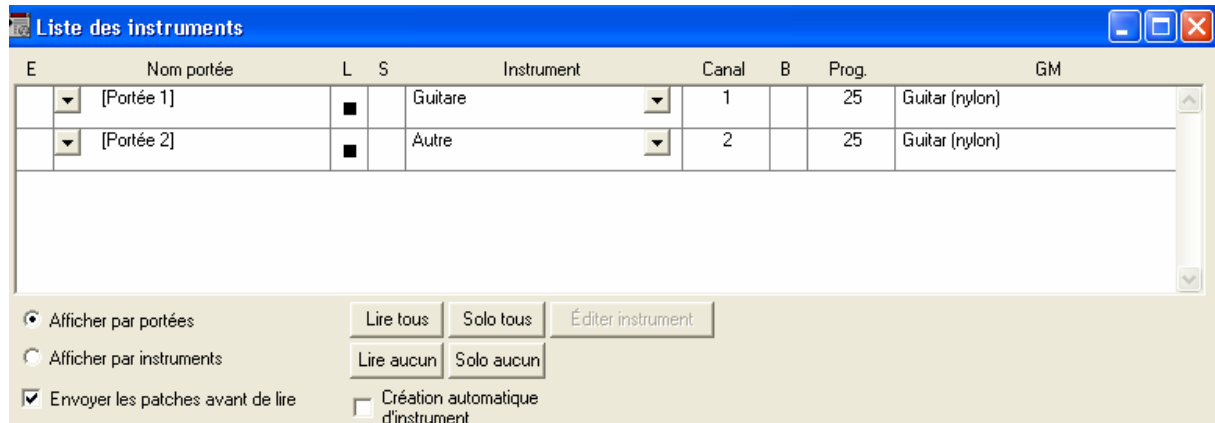 Liste des instruments
E Nom portée L S Instrument Canal B Prog. GM
[Portée 1] Guitare 1 25 Guitar (nylon)
[Portée 2] Autre 2 25 Guitar (nylon)
Afficher par portées Lire tous Solo tous Éditer instrument
Afficher par instruments Lire aucun Solo aucun
Envoyer les patches avant de lire Création automatique
d'instrument